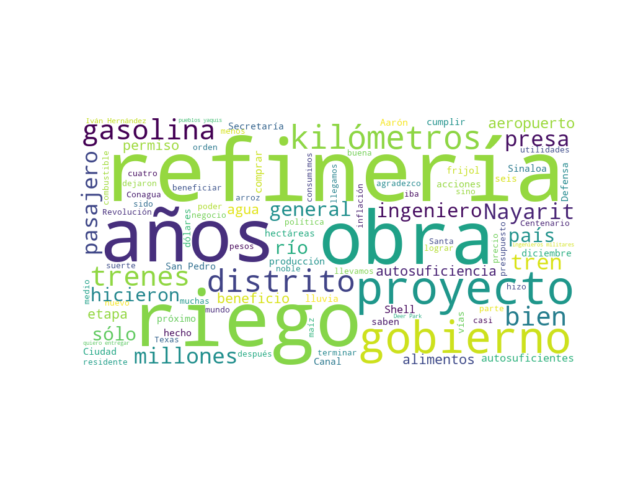 Iván Hernández
pueblos yaquis
Secretaría
Aarón
cumplir
aeropuerto
gasolina
kilómetros
menos
permiso
orden
presa
refinería
pasajero
combustible
cuatro
dejaron
sido
Conagua
beneficiar
Revolución
arroz
consumimos
buena
utilidades
frijol
Sinaloa
Defensa
agradezco
acciones
seis
llegamos
sino
iba
inflación
comprar
dólares
poder
negocio
agua
general
ingeniero
Nayarit
años
obra
pesos
política
hectáreas
río
Santa
lograr
Centenario
país
presupuesto
precio
ingenieros militares
diciembre
tren
trenes
suerte
San Pedro
producción
noble
distrito
llevamos
autosuficiencia
proyecto
hizo
medio
hicieron
nuevo
muchas
beneficio
lluvia
riego
maíz
Deer Park
Shell
saben
vías
parte
casi
bien
etapa
próximo
mundo
sólo
hecho
Texas
gobierno
quiero entregar
Ciudad
residente
millones
después
terminar
Canal
alimentos
autosuficientes